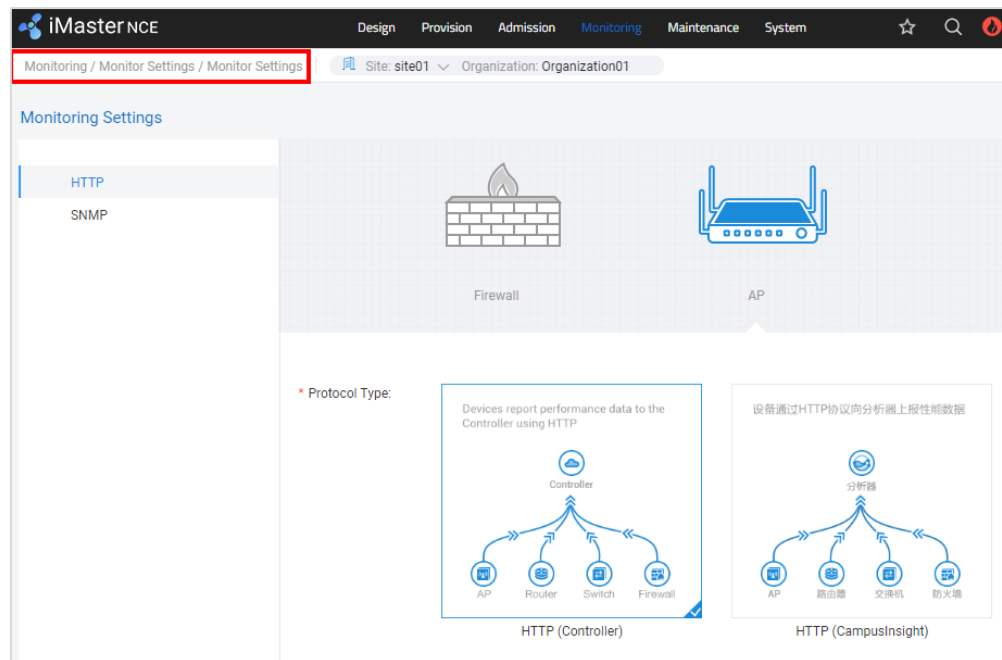 iMaster NCE
Design Provision Admission Monitoring Maintenance System
Monitoring / Monitor Settings / Monitor Settings
Site: site01 Organization: Organization01
Monitoring Settings
HTTP
SNMP
Firewall
AP
* Protocol Type:
Devices report performance data to the
Controller using HTTP
Controller
AP Router Switch Firewall
HTTP (Controller)
设备通过HTTP协议向分析器上报性能数据
分析器
AP 路由器 交换机 防火墙
HTTP (CampusInsight)